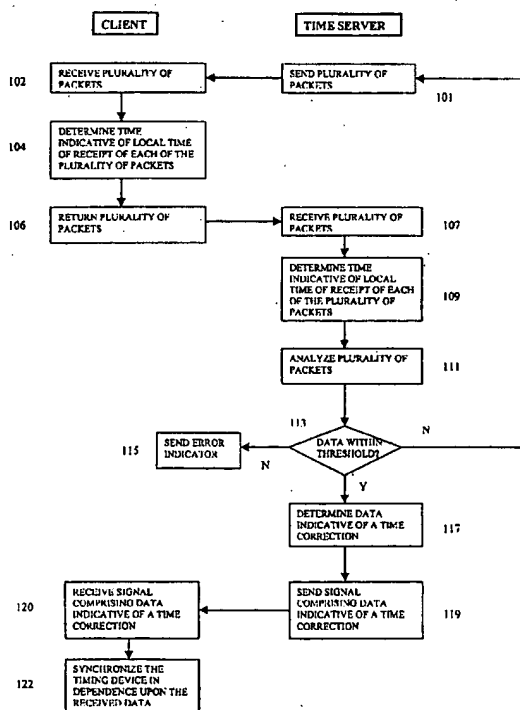 CLIENT
TIME SERVER
102
RECEIVE PLURALITY OF
PACKETS
SEND PLURALITY OF
PACKETS
101
104
DETERMINE TIME
INDICATIVE OF LOCAL TIME
OF RECEIPT OF EACH OF THE
PLURALITY OF PACKETS
106
RETURN PLURALITY OF
PACKETS
RECEIVE PLURALITY OF
PACKETS
107
DETERMINE TIME
INDICATIVE OF LOCAL
TIME OF RECEIPT OF EACH
OF THE PLURALITY OF
PACKETS
109
ANALYZE PLURALITY OF
PACKETS
111
113
DATA WITHIN
THRESHOLD?
N
115
SEND ERROR
INDICATOR
N
Y
DETERMINE DATA
INDICATIVE OF A TIME
CORRECTION
117
120
RECEIVE SIGNAL
COMPRISING DATA
INDICATIVE OF A TIME
CORRECTION
SEND SIGNAL
COMPRISING DATA
INDICATIVE OF A TIME
CORRECTION
119
122
SYNCHRONIZE THE
TIMING DEVICE IN
DEPENDENCE UPON THE
RECEIVED DATA